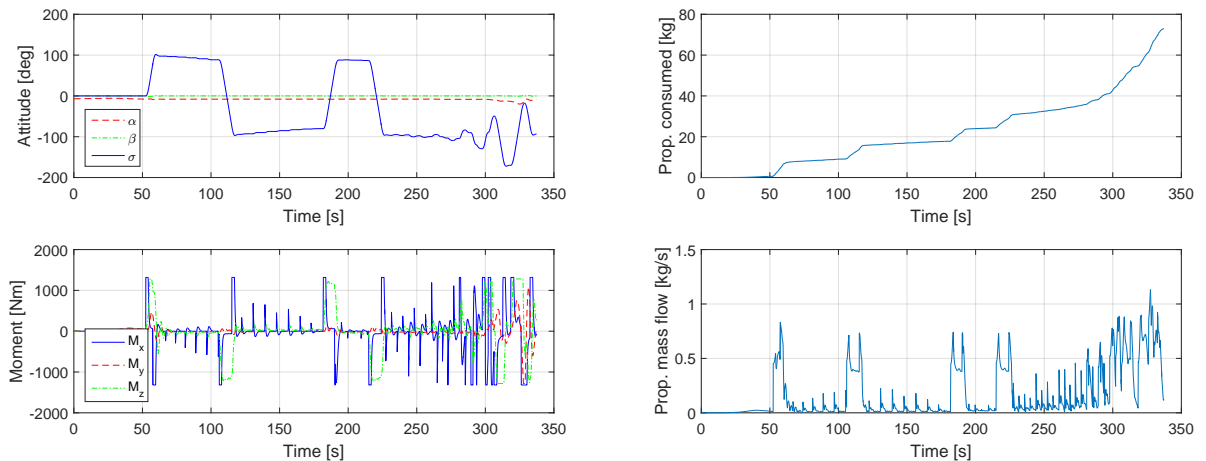 200
100
0
-100
-200
Attitude [deg]
α
β
σ
0 50 100 150 200 250 300 350
Time [s]
80
60
40
20
0
Prop. consumed [kg]
0 50 100 150 200 250 300 350
Time [s]
2000
1000
0
-1000
-2000
Moment [Nm]
M_x
M_y
M_z
0 50 100 150 200 250 300 350
Time [s]
1.5
1
0.5
0
Prop. mass flow [kg/s]
0 50 100 150 200 250 300 350
Time [s]